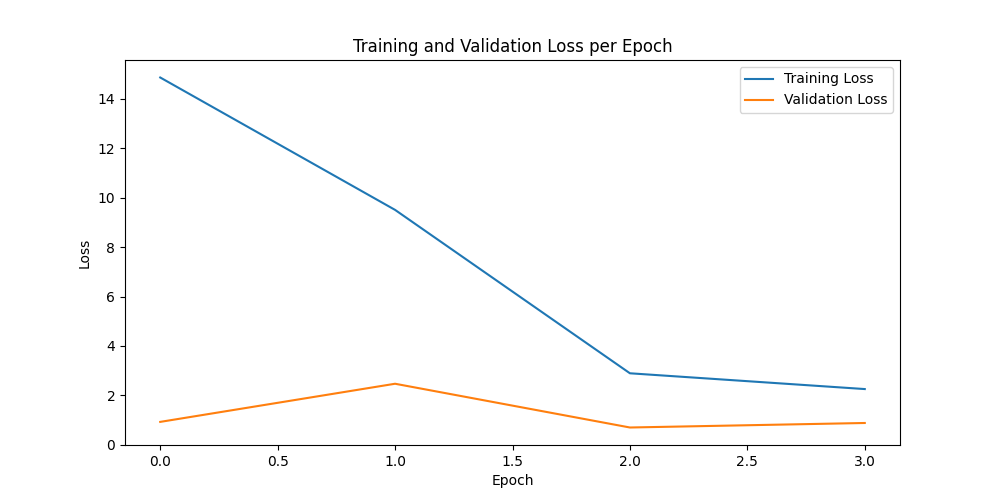 Training and Validation Loss per Epoch
Training Loss
Validation Loss
Loss
14
12
10
8
6
4
2
0
0.0 0.5 1.0 1.5 2.0 2.5 3.0
Epoch